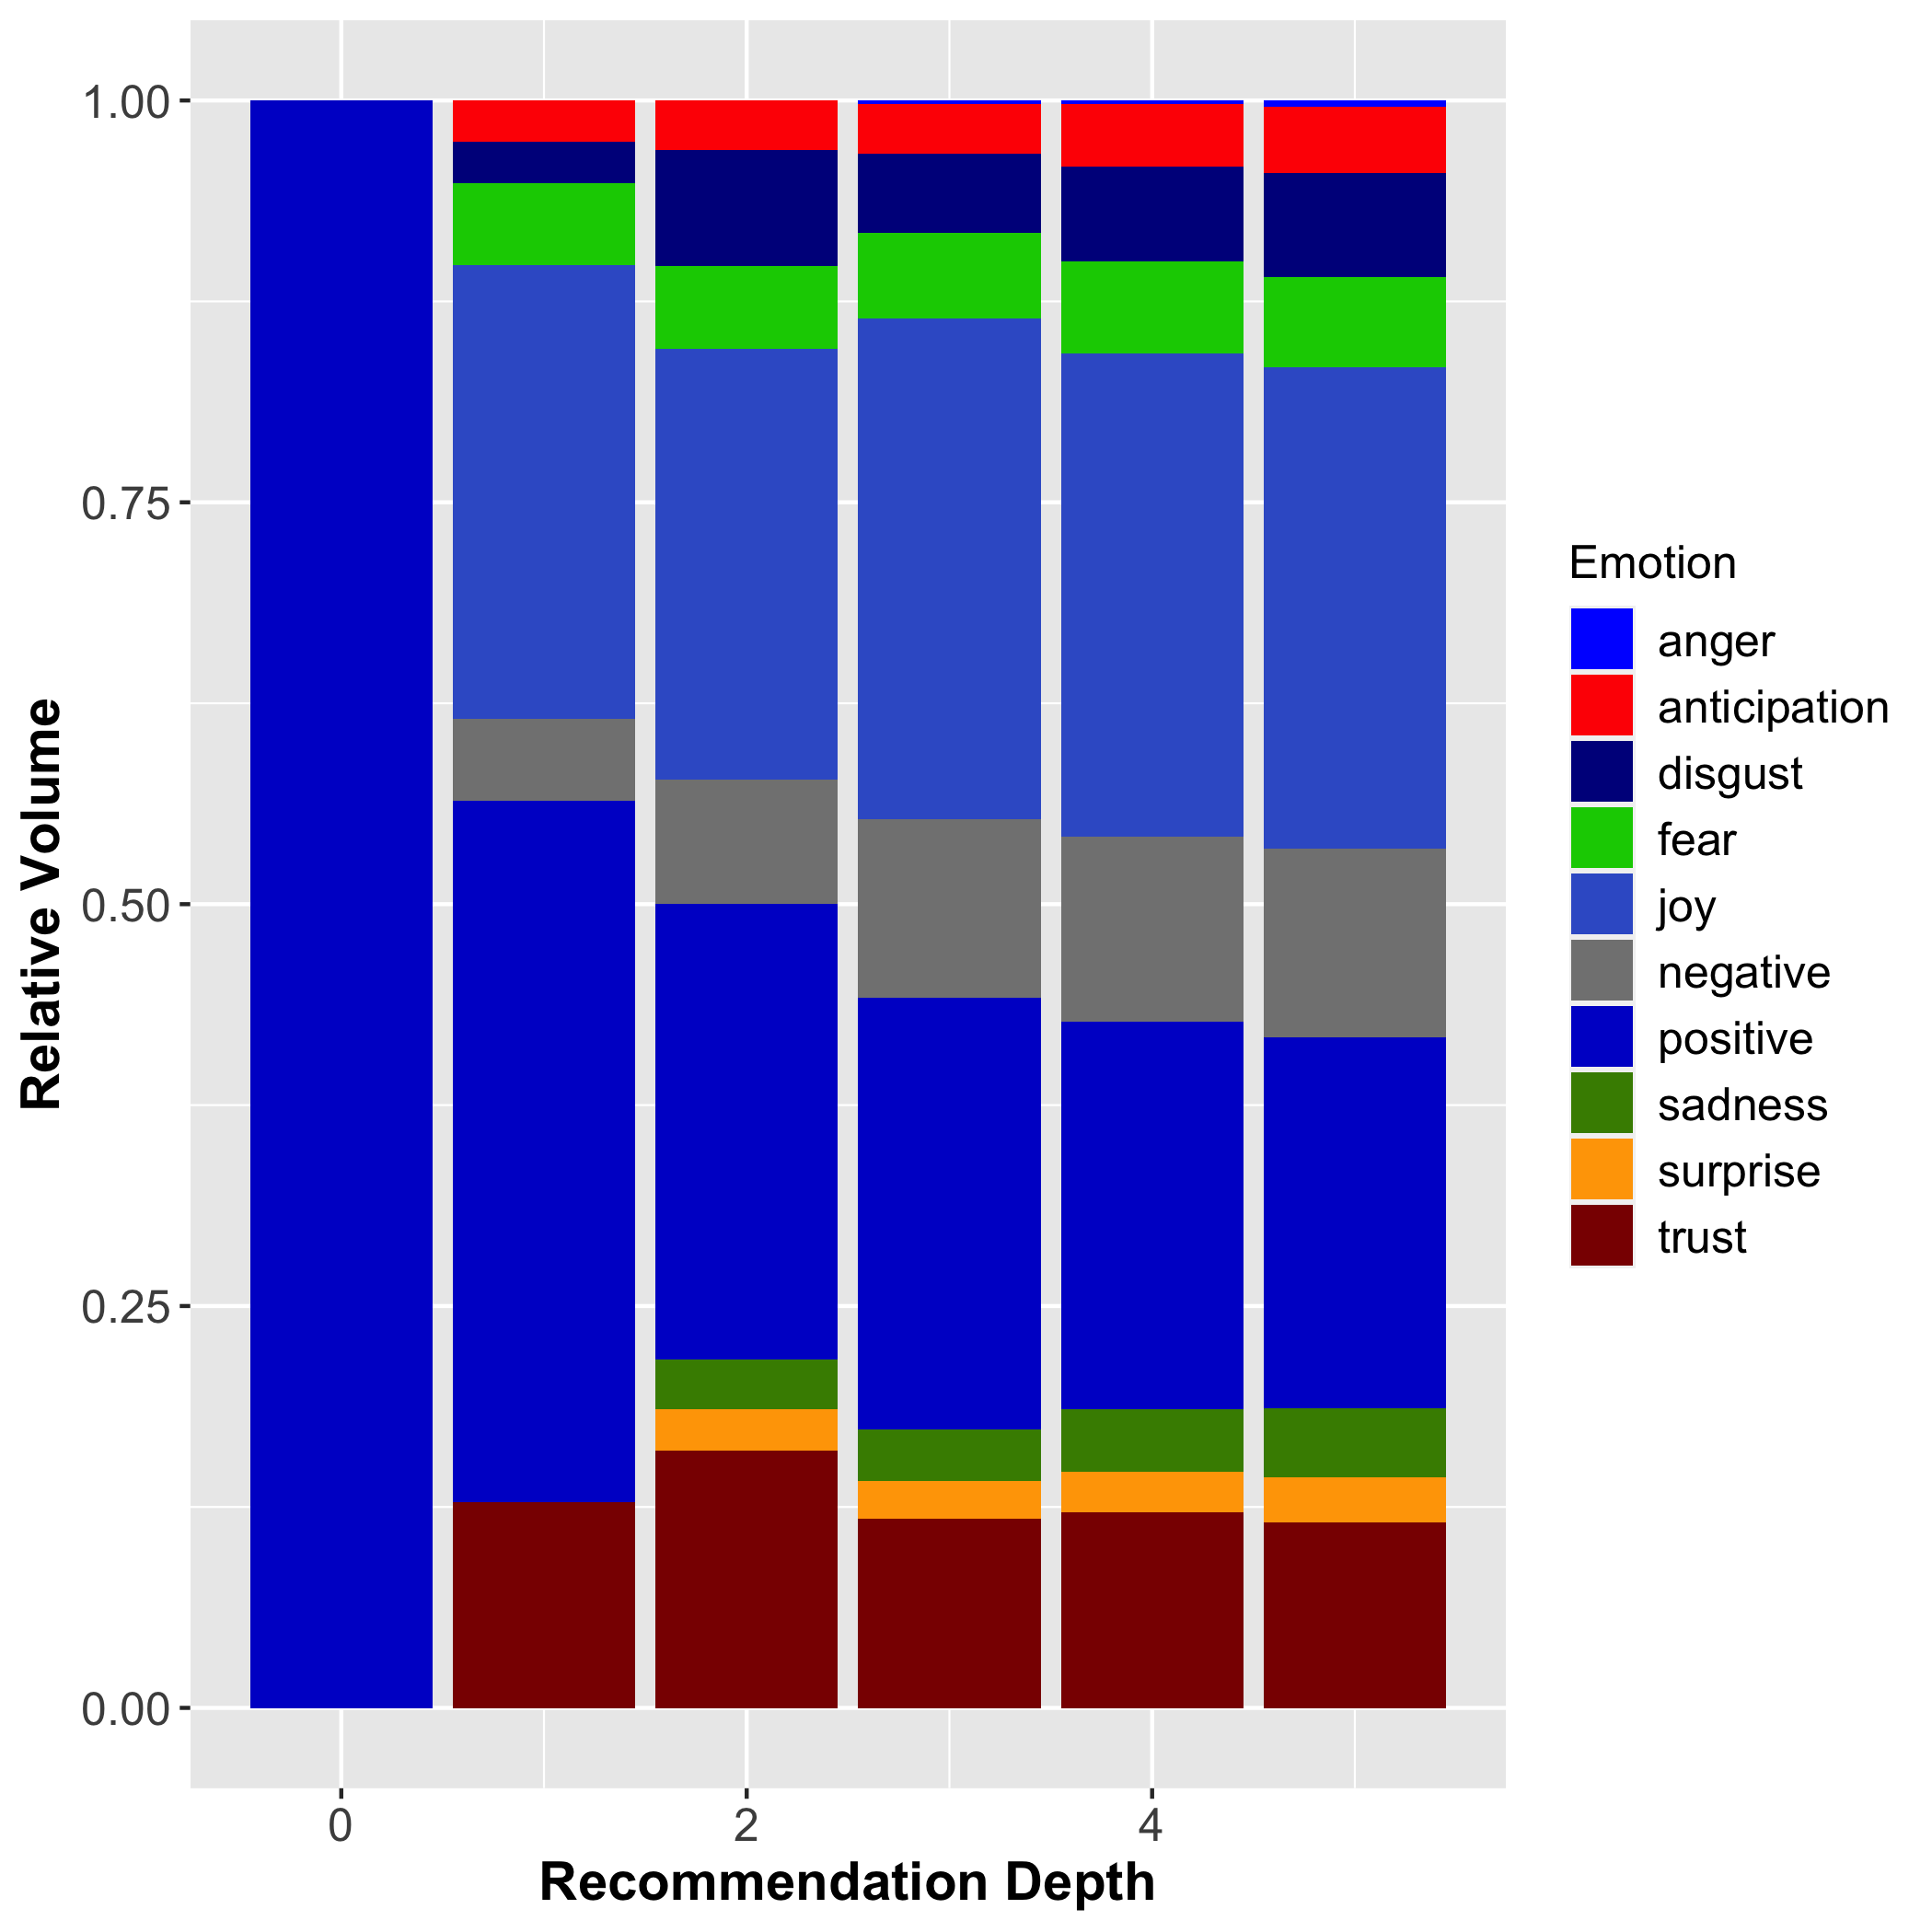 Relative Volume
1.00
0.75
0.50
0.25
0.00
0
2
4
Recommendation Depth
Emotion
anger
anticipation
disgust
fear
joy
negative
positive
sadness
surprise
trust